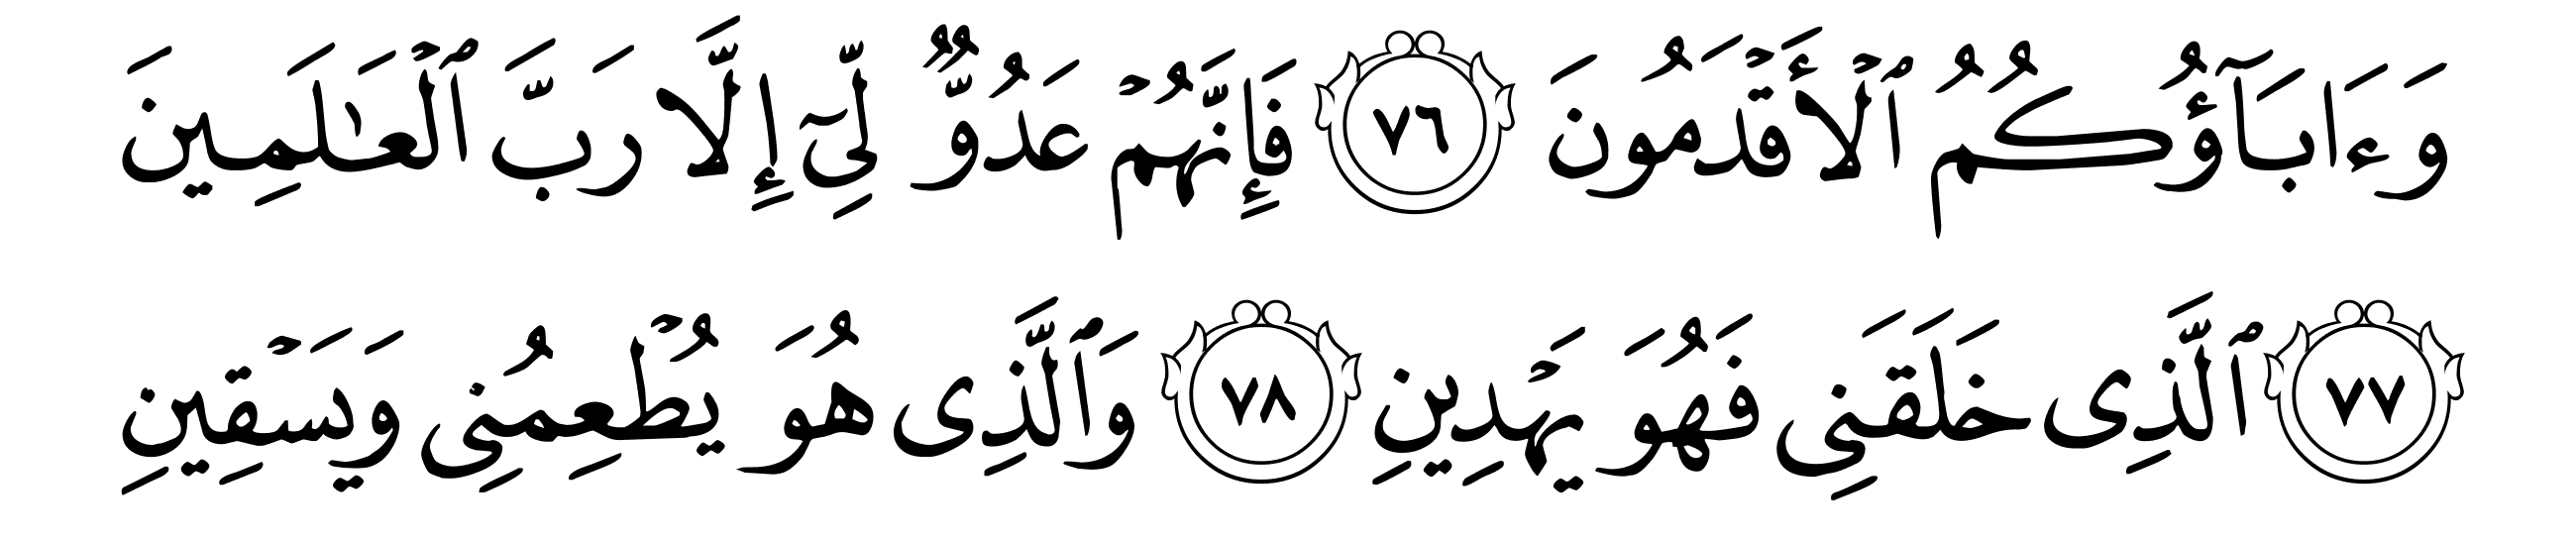 وَءَابَآؤُكُمُ ٱلْأَقْدَمُونَ ٧٦ فَإِنَّهُمْ عَدُوٌّ لِّىٓ إِلَّا رَبَّ ٱلْعَـٰلَمِينَ
٧٧ ٱلَّذِى خَلَقَنِى فَهُوَ يَهْدِينِ ٧٨ وَٱلَّذِى هُوَ يُطْعِمُنِى وَيَسْقِينِ